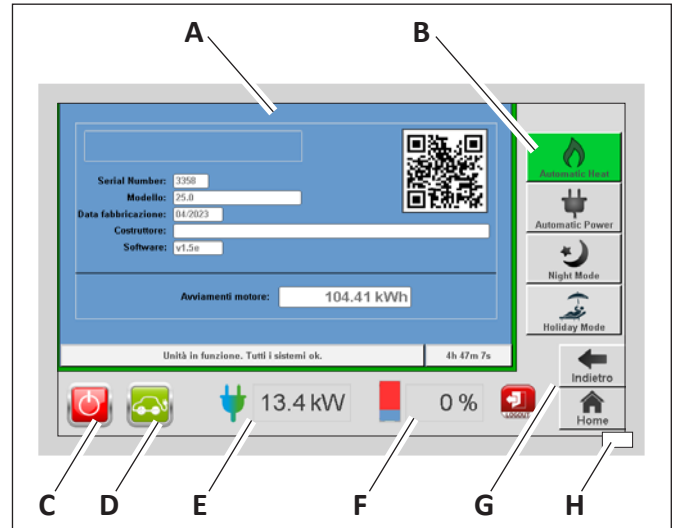 A
B
Serial Number: 3358
Modello: 25.0
Data fabbricazione: 04/2023
Costruttore:
Software: v1.5e
Avviamenti motore: 104.41 kWh
Unità in funzione. Tutti i sistemi ok. 4h 47m 7s
Automatic Heat
Automatic Power
Night Mode
Holiday Mode
Indietro
Home
13.4 kW
0 %
LOGOUT
C
D
E
F
G
H